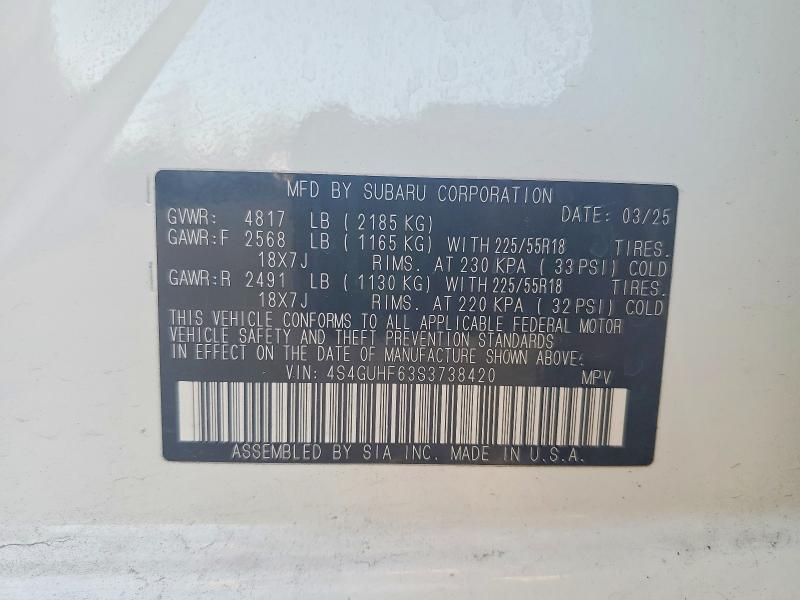 MFD BY SUBARU CORPORATION
GVWR: 4817 LB ( 2185 KG) DATE: 03/25
GAWR:F 2568 LB ( 1165 KG) WITH 225/55R18 TIRES.
18X7J RIMS. AT 230 KPA ( 33 PSI) COLD
GAWR:R 2491 LB ( 1130 KG) WITH 225/55R18 TIRES.
18X7J RIMS. AT 220 KPA ( 32 PSI) COLD
THIS VEHICLE CONFORMS TO ALL APPLICABLE FEDERAL MOTOR
VEHICLE SAFETY AND THEFT PREVENTION STANDARDS
IN EFFECT ON THE DATE OF MANUFACTURE SHOWN ABOVE:
VIN: 4S4GUHF63S3738420 MPV
ASSEMBLED BY SIA INC. MADE IN U.S.A.